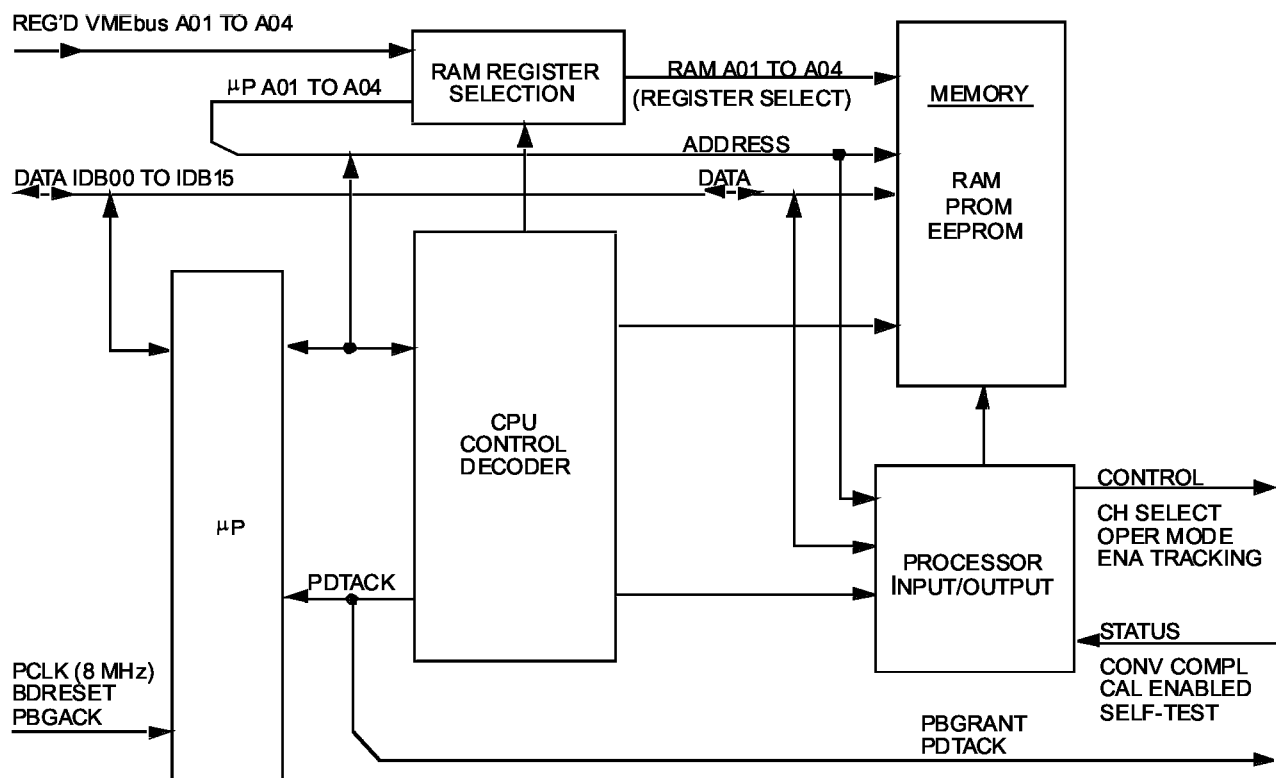 REG'D VMEbus A01 TO A04
RAM REGISTER
SELECTION
RAM A01 TO A04
(REGISTER SELECT)
μP A01 TO A04
MEMORY
ADDRESS
DATA IDB00 TO IDB15
DATA
RAM
PROM
EEPROM
CPU
CONTROL
DECODER
μP
CONTROL
CH SELECT
OPER MODE
ENA TRACKING
PROCESSOR
INPUT/OUTPUT
PDTACK
STATUS
CONV COMPL
CAL ENABLED
SELF-TEST
PCLK (8 MHz)
BDRESET
PBGACK
PBGRANT
PDTACK